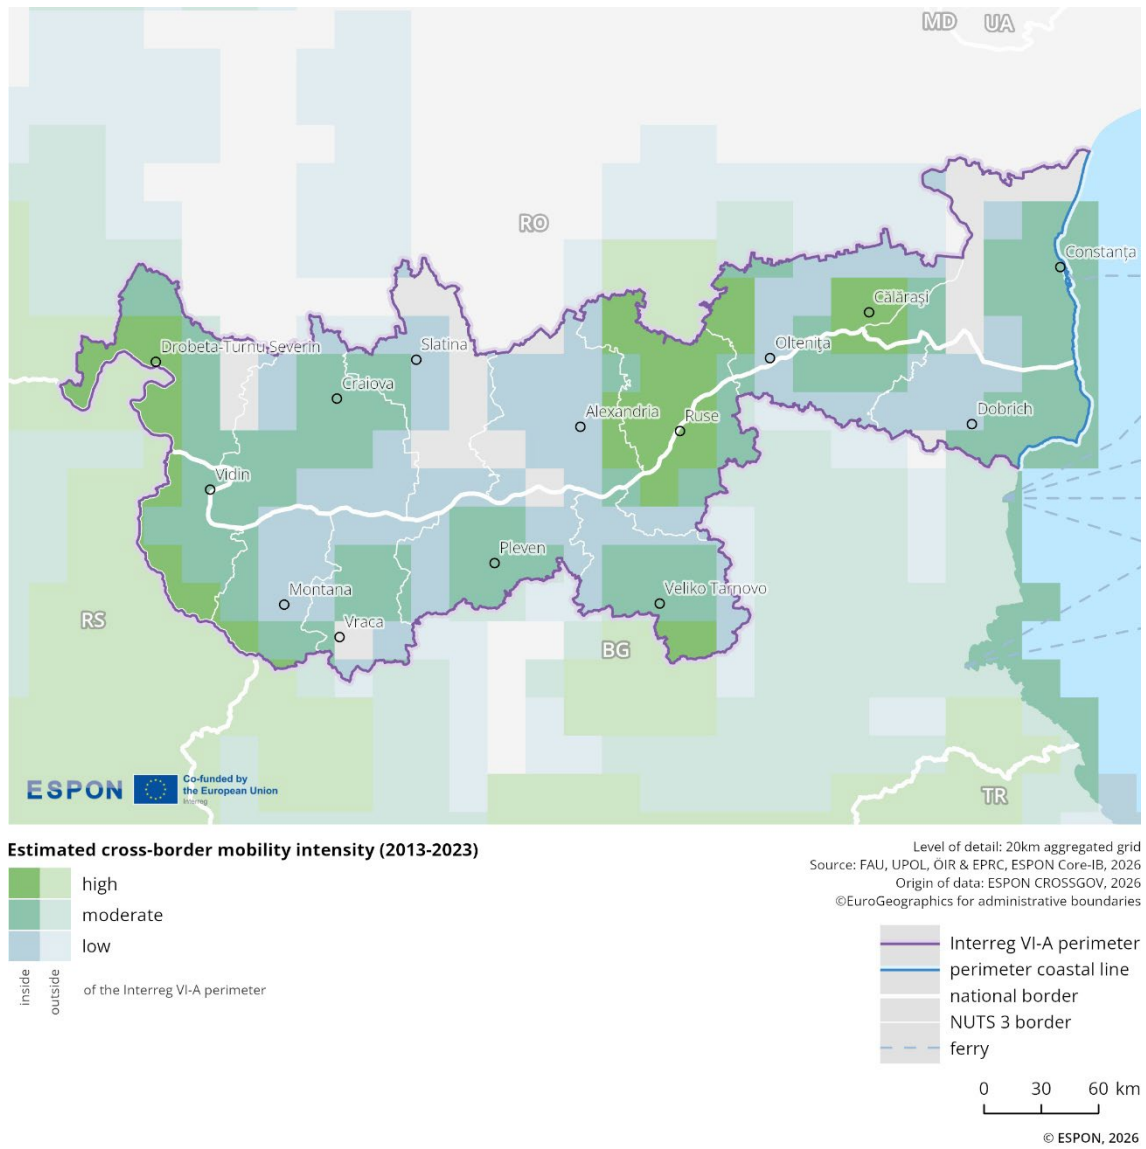 MD
UA
RO
Constanța
Călărași
Drobeta-Turnu Severin
Slatina
Oltenița
Craiova
Alexandria
Ruse
Dobrich
Vidin
Pleven
Montana
Veliko Tarnovo
RS
Vraca
BG
TR
ESPON
Co-funded by
the European Union
Interreg
Estimated cross-border mobility intensity (2013-2023)
high
moderate
low
inside
outside
of the Interreg VI-A perimeter
Level of detail: 20km aggregated grid
Source: FAU, UPOL, ÖIR & EPRC, ESPON Core-IB, 2026
Origin of data: ESPON CROSSGOV, 2026
©EuroGeographics for administrative boundaries
Interreg VI-A perimeter
perimeter coastal line
national border
NUTS 3 border
ferry
0 30 60 km
© ESPON, 2026